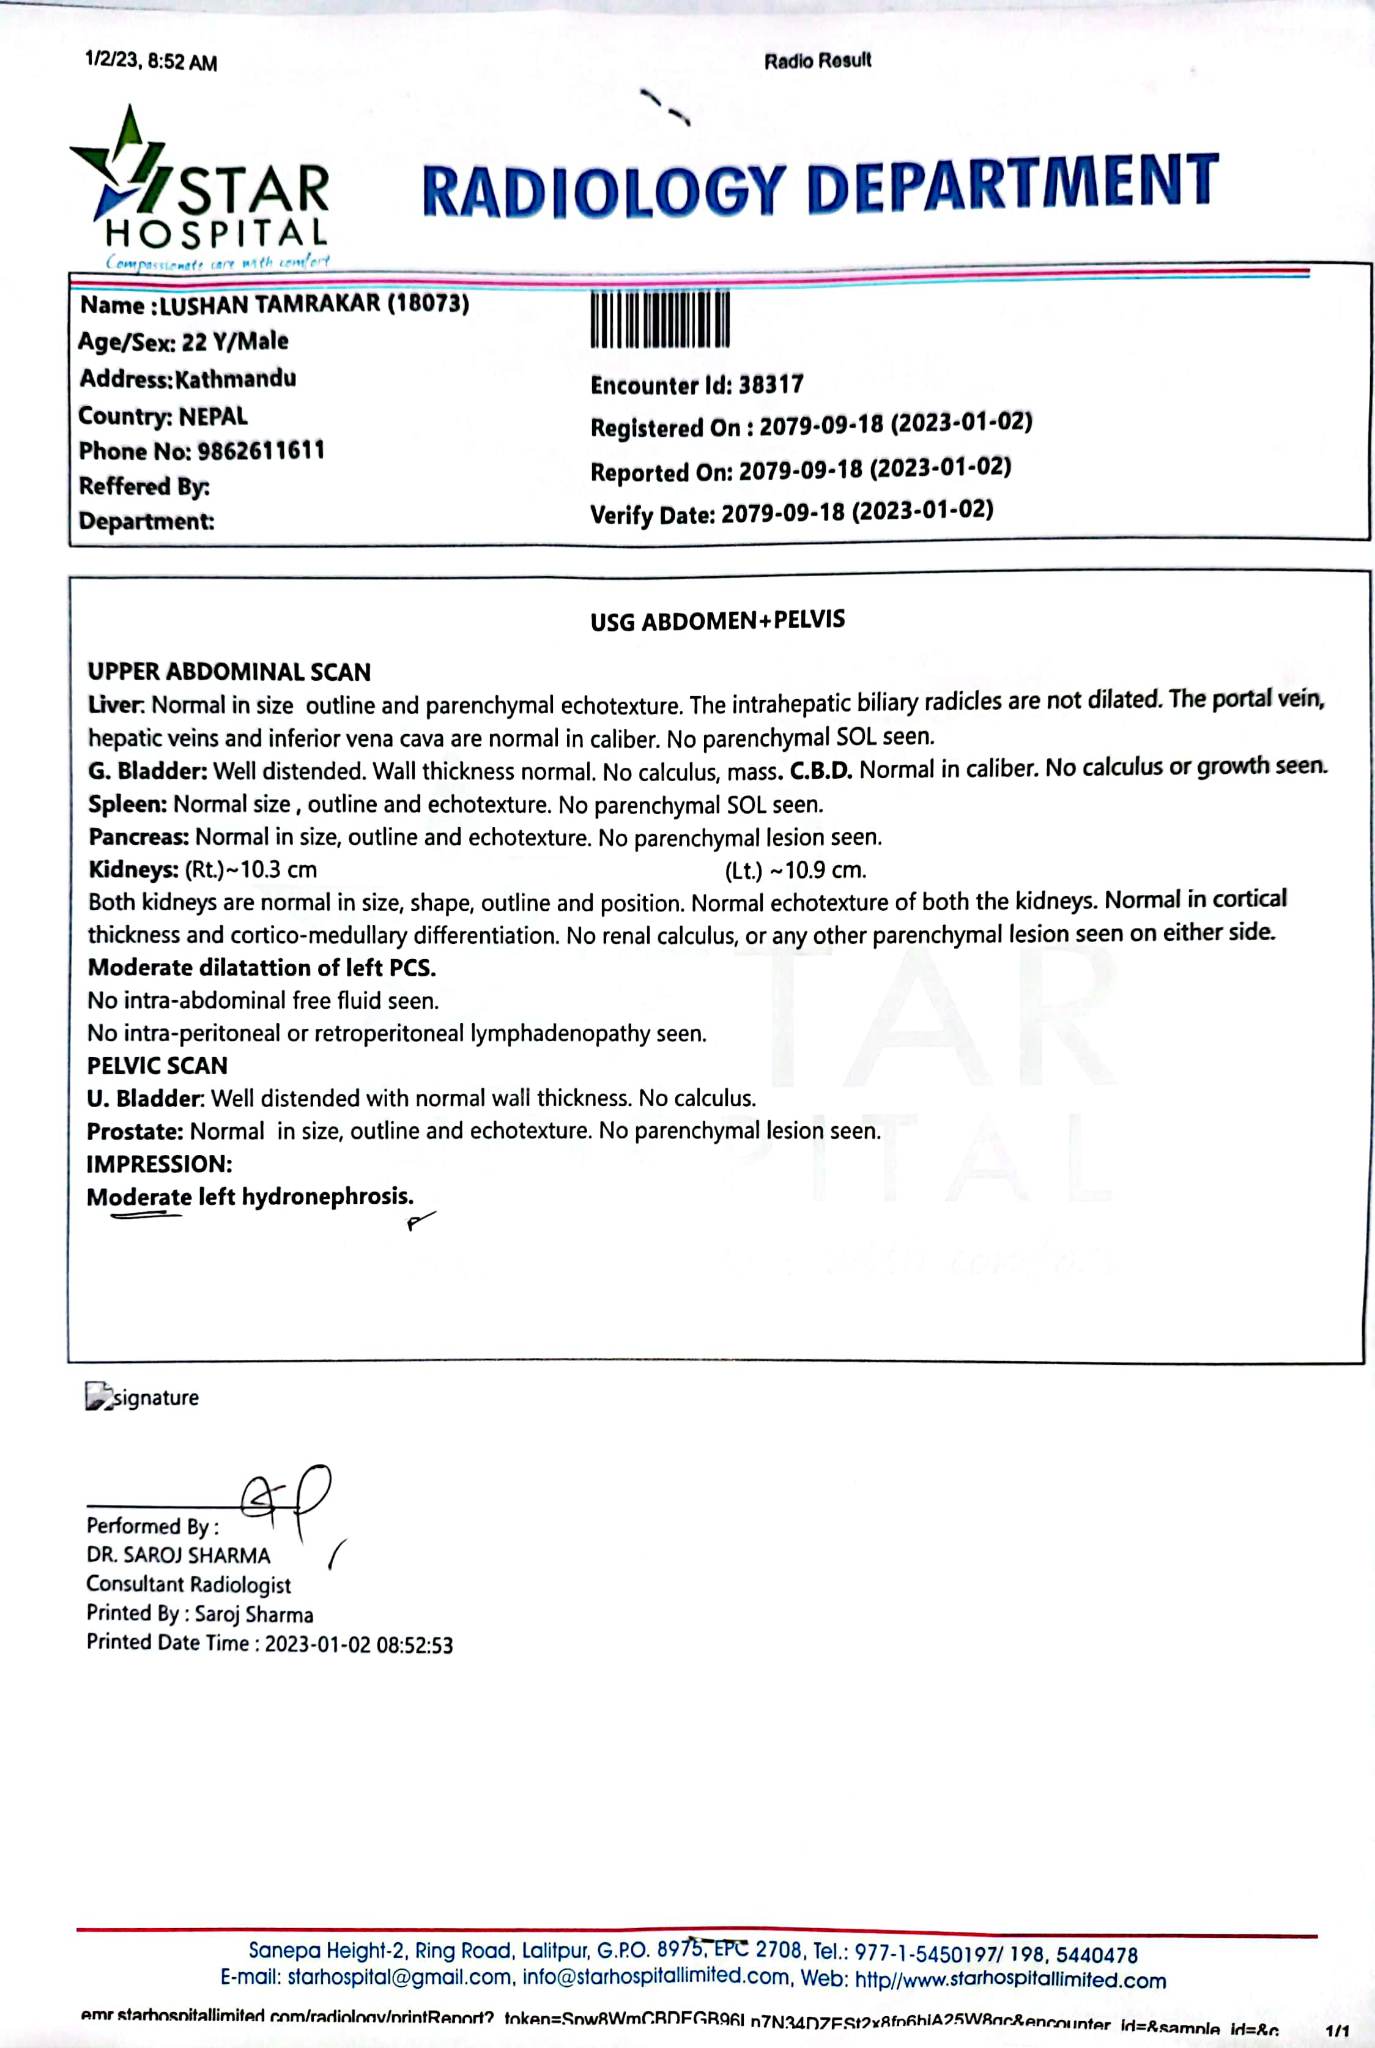 1/2/23, 8:52 AM
Radio Result
STAR
HOSPITAL
Compassionate care with comfort
RADIOLOGY DEPARTMENT
Name :LUSHAN TAMRAKAR (18073)
Age/Sex: 22 Y/Male
Address:Kathmandu
Country: NEPAL
Phone No: 9862611611
Reffered By:
Department:
Encounter Id: 38317
Registered On : 2079-09-18 (2023-01-02)
Reported On: 2079-09-18 (2023-01-02)
Verify Date: 2079-09-18 (2023-01-02)
USG ABDOMEN+PELVIS
UPPER ABDOMINAL SCAN
Liver: Normal in size outline and parenchymal echotexture. The intrahepatic biliary radicles are not dilated. The portal vein,
hepatic veins and inferior vena cava are normal in caliber. No parenchymal SOL seen.
G. Bladder: Well distended. Wall thickness normal. No calculus, mass. C.B.D. Normal in caliber. No calculus or growth seen.
Spleen: Normal size , outline and echotexture. No parenchymal SOL seen.
Pancreas: Normal in size, outline and echotexture. No parenchymal lesion seen.
Kidneys: (Rt.)~10.3 cm (Lt.) ~10.9 cm.
Both kidneys are normal in size, shape, outline and position. Normal echotexture of both the kidneys. Normal in cortical
thickness and cortico-medullary differentiation. No renal calculus, or any other parenchymal lesion seen on either side.
Moderate dilatattion of left PCS.
No intra-abdominal free fluid seen.
No intra-peritoneal or retroperitoneal lymphadenopathy seen.
PELVIC SCAN
U. Bladder: Well distended with normal wall thickness. No calculus.
Prostate: Normal in size, outline and echotexture. No parenchymal lesion seen.
IMPRESSION:
Moderate left hydronephrosis.
signature
Performed By :
DR. SAROJ SHARMA
Consultant Radiologist
Printed By : Saroj Sharma
Printed Date Time : 2023-01-02 08:52:53
Sanepa Height-2, Ring Road, Lalitpur, G.P.O. 8975, EPC 2708, Tel.: 977-1-5450197/ 198, 5440478
E-mail: starhospital@gmail.com, info@starhospitallimited.com, Web: http//www.starhospitallimited.com
emr.starhospitallimited.com/radiology/printReport?
1/1